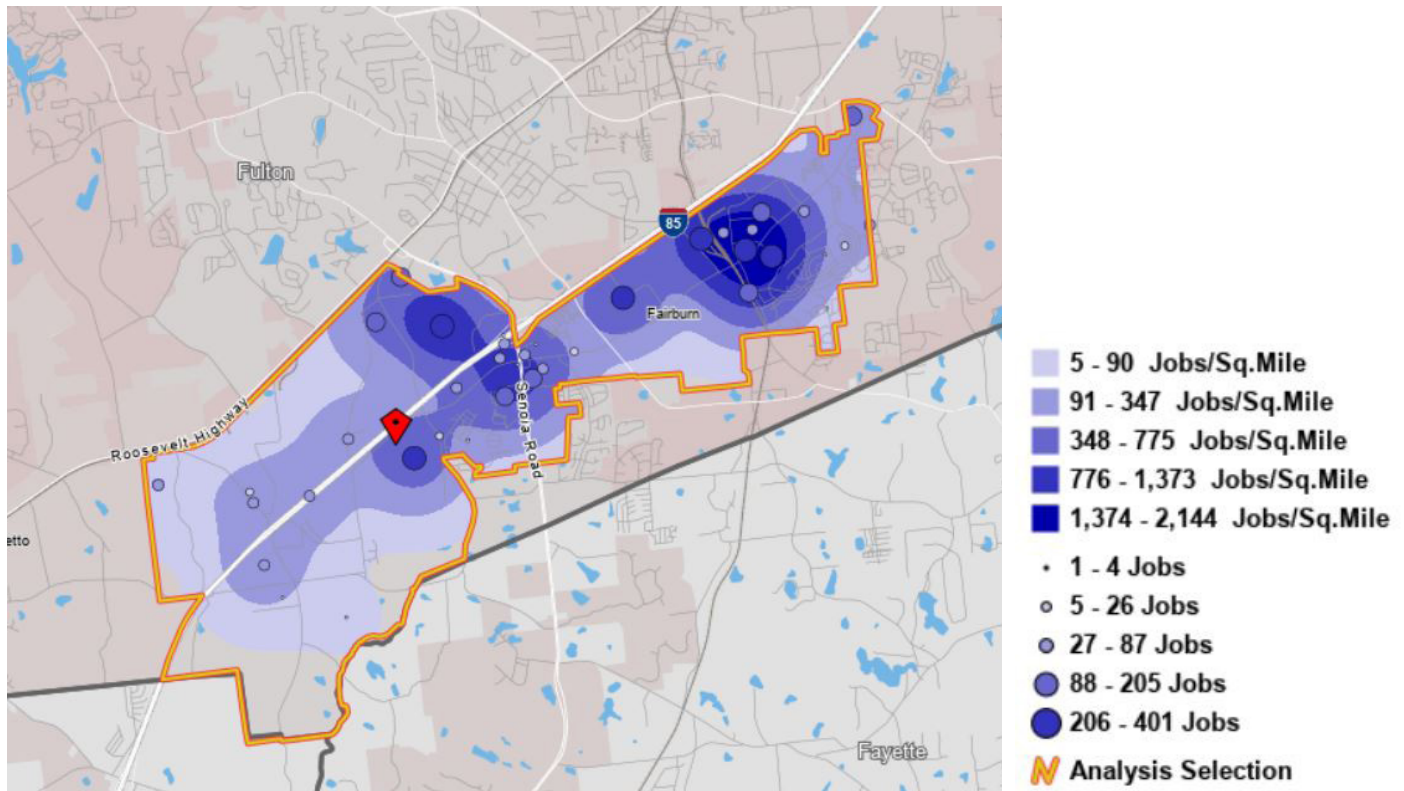 Fulton
85
Fairburn
Roosevelt Highway
Senoia Road
etto
Fayette
5 - 90 Jobs/Sq.Mile
91 - 347 Jobs/Sq.Mile
348 - 775 Jobs/Sq.Mile
776 - 1,373 Jobs/Sq.Mile
1,374 - 2,144 Jobs/Sq.Mile
1 - 4 Jobs
5 - 26 Jobs
27 - 87 Jobs
88 - 205 Jobs
206 - 401 Jobs
Analysis Selection